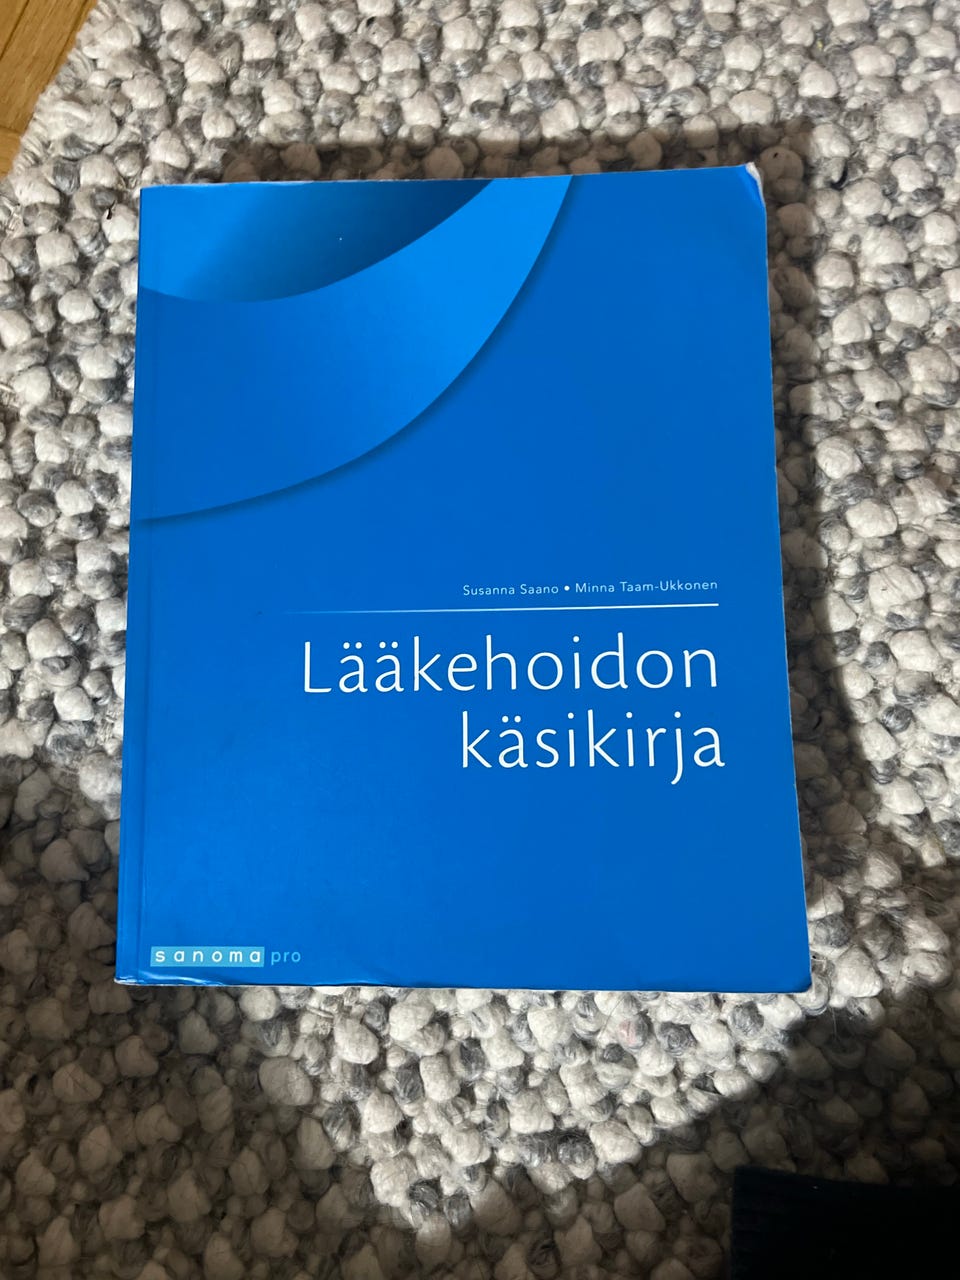 Susanna Saano • Minna Taam-Ukkonen
Lääkehoidon
käsikirja
sanoma pro